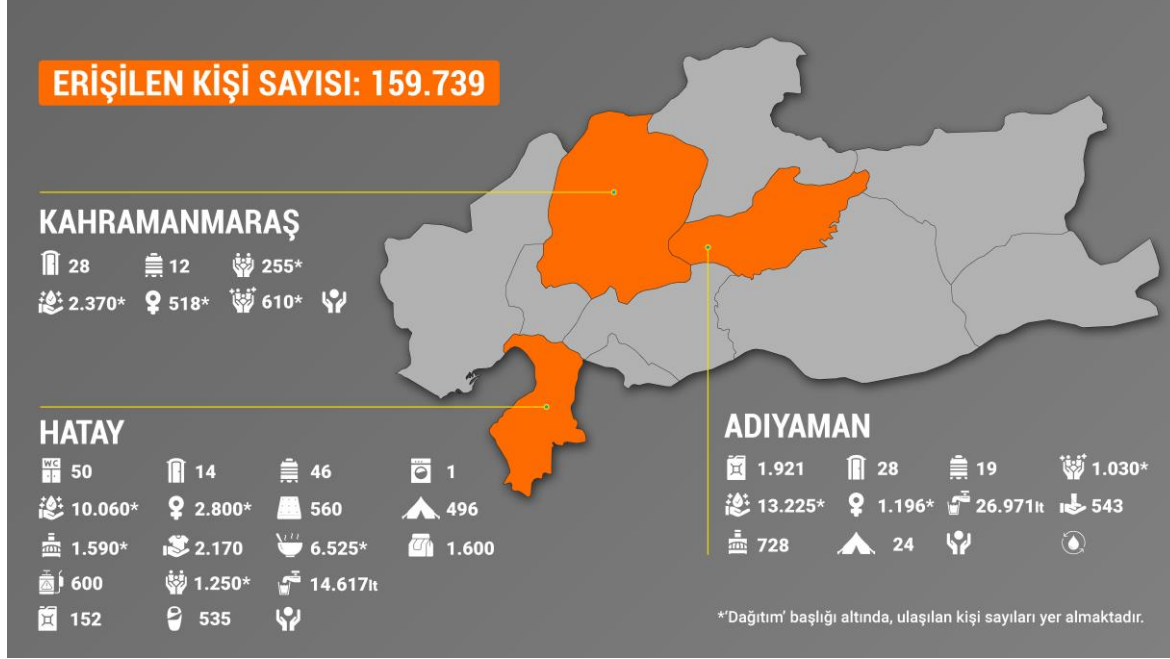 ERİŞİLEN KİŞİ SAYISI: 159.739
KAHRAMANMARAŞ
28 12 255*
2.370* 518* 610*
HATAY
WC 50 14 46 1
10.060* 2.800* 560 496
1.590* 2.170 6.525* 1.600
600 1.250* 14.617lt
152 535
ADIYAMAN
1.921 28 19 1.030*
13.225* 1.196* 26.971lt 543
728 24
*'Dağıtım' başlığı altında, ulaşılan kişi sayıları yer almaktadır.